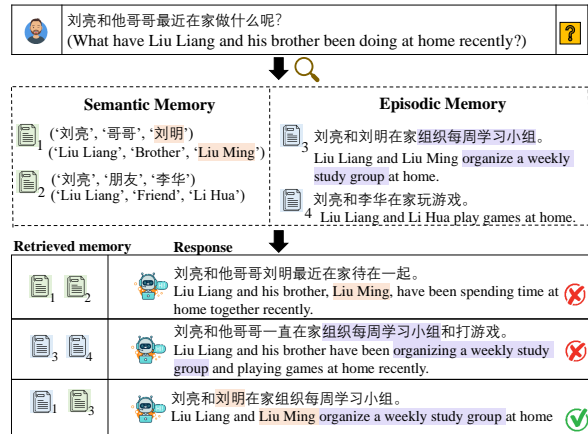 刘亮和他哥哥最近在家做什么呢?
(What have Liu Liang and his brother been doing at home recently?)
?
Semantic Memory
1 ('刘亮', '哥哥', '刘明')
('Liu Liang', 'Brother', 'Liu Ming')
2 ('刘亮', '朋友', '李华')
('Liu Liang', 'Friend', 'Li Hua')
Episodic Memory
3 刘亮和刘明在家组织每周学习小组。
Liu Liang and Liu Ming organize a weekly
study group at home.
4 刘亮和李华在家玩游戏。
Liu Liang and Li Hua play games at home.
Retrieved memory Response
1 2
刘亮和他哥哥刘明最近在家待在一起。
Liu Liang and his brother, Liu Ming, have been spending time at
home together recently.
3 4
刘亮和他哥哥一直在家组织每周学习小组和打游戏。
Liu Liang and his brother have been organizing a weekly study
group and playing games at home recently.
1 3
刘亮和刘明在家组织每周学习小组。
Liu Liang and Liu Ming organize a weekly study group at home